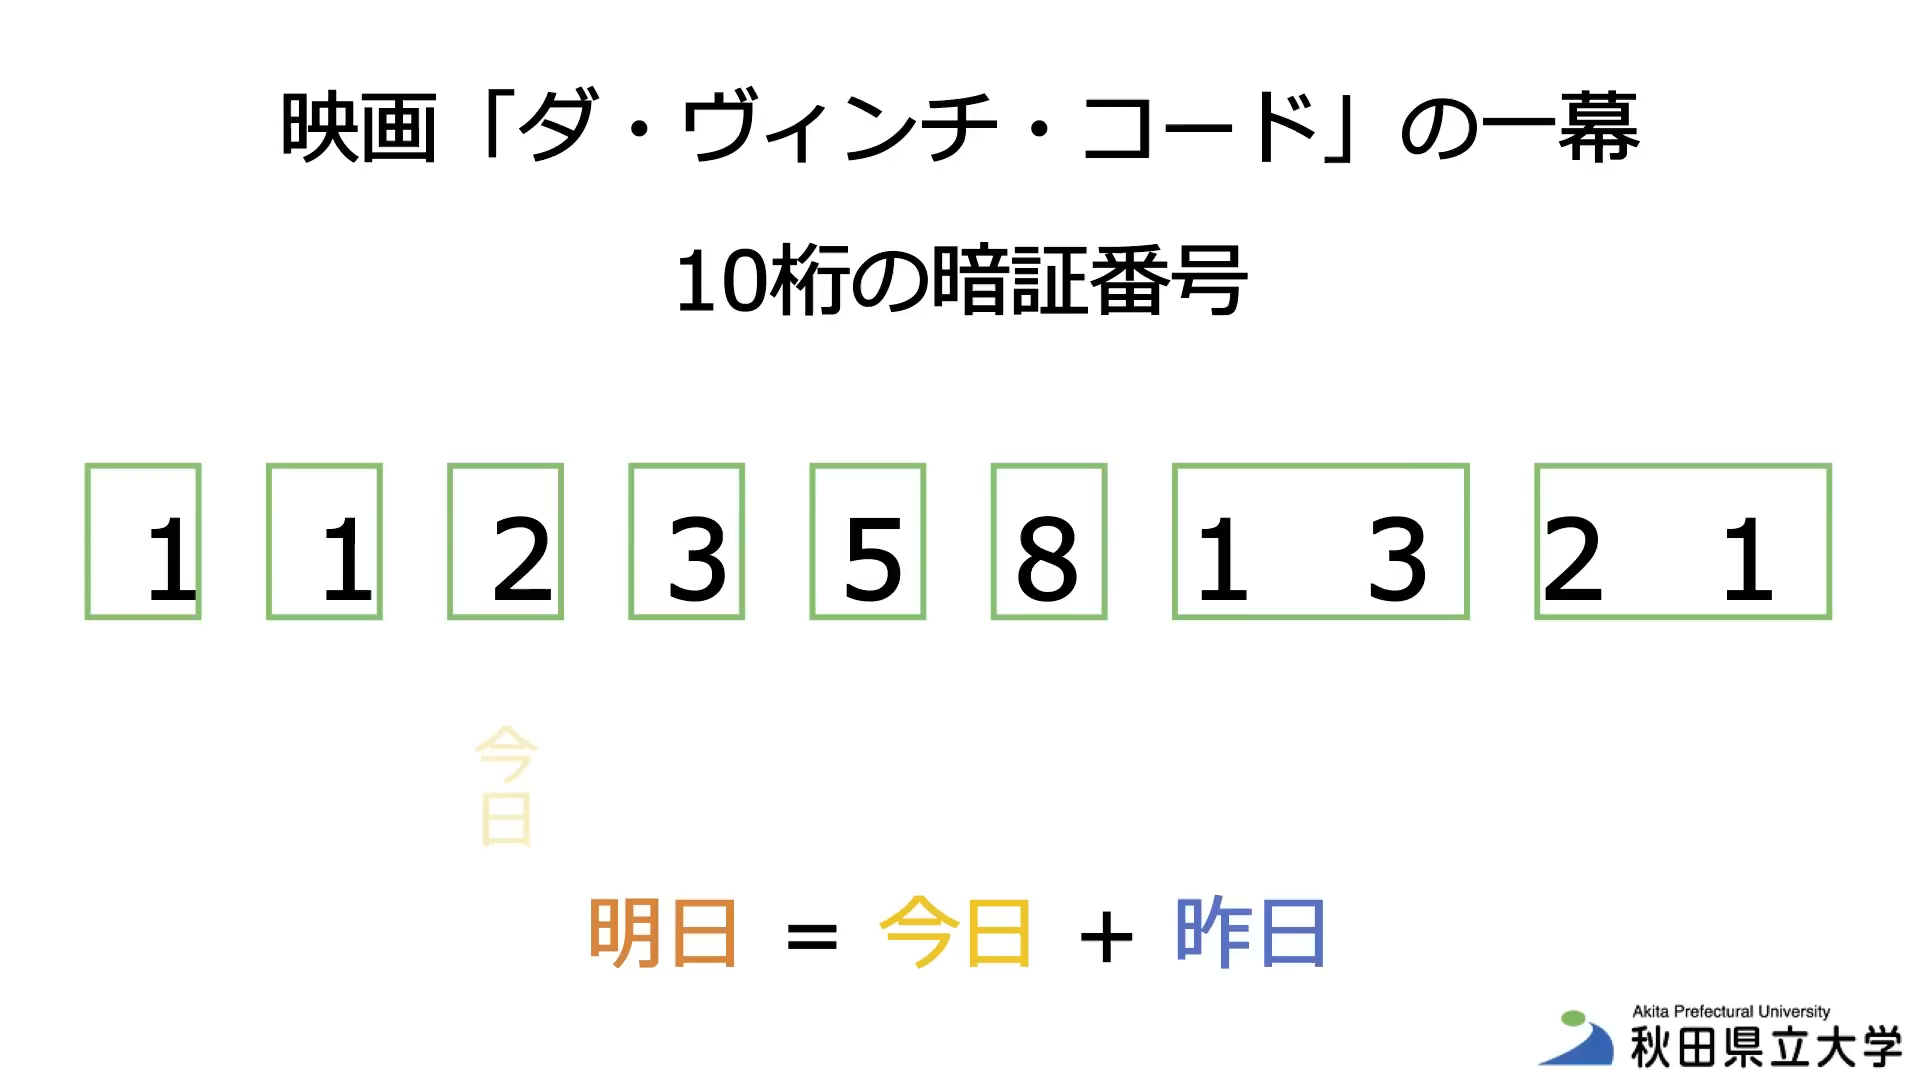 映画「ダ・ヴィンチ・コード」の一幕
10桁の暗証番号
1 1 2 3 5 8 1 3 2 1
今日
明日 = 今日 + 昨日
Akita Prefectural University
秋田県立大学